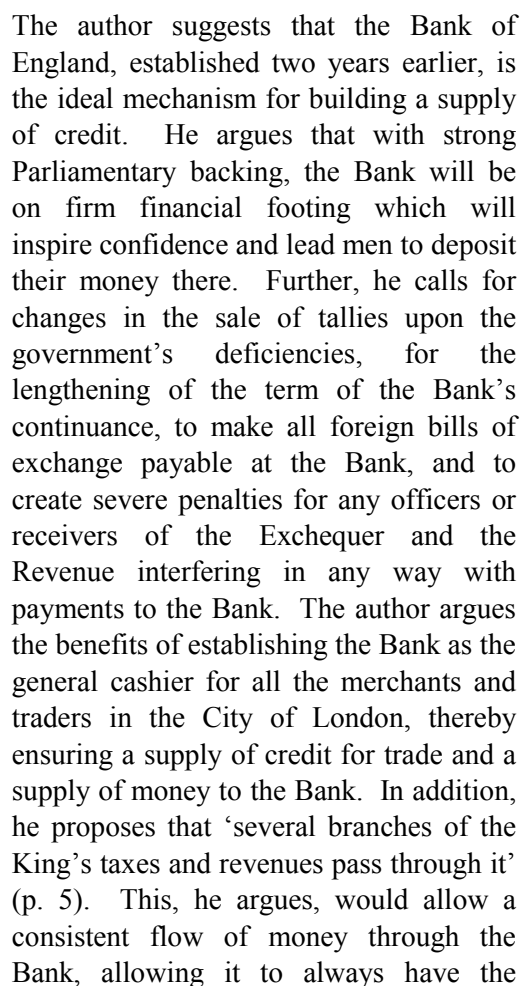 The author suggests that the Bank of
England, established two years earlier, is
the ideal mechanism for building a supply
of credit. He argues that with strong
Parliamentary backing, the Bank will be
on firm financial footing which will
inspire confidence and lead men to deposit
their money there. Further, he calls for
changes in the sale of tallies upon the
government’s deficiencies, for the
lengthening of the term of the Bank’s
continuance, to make all foreign bills of
exchange payable at the Bank, and to
create severe penalties for any officers or
receivers of the Exchequer and the
Revenue interfering in any way with
payments to the Bank. The author argues
the benefits of establishing the Bank as the
general cashier for all the merchants and
traders in the City of London, thereby
ensuring a supply of credit for trade and a
supply of money to the Bank. In addition,
he proposes that ‘several branches of the
King’s taxes and revenues pass through it’
(p. 5). This, he argues, would allow a
consistent flow of money through the
Bank, allowing it to always have the